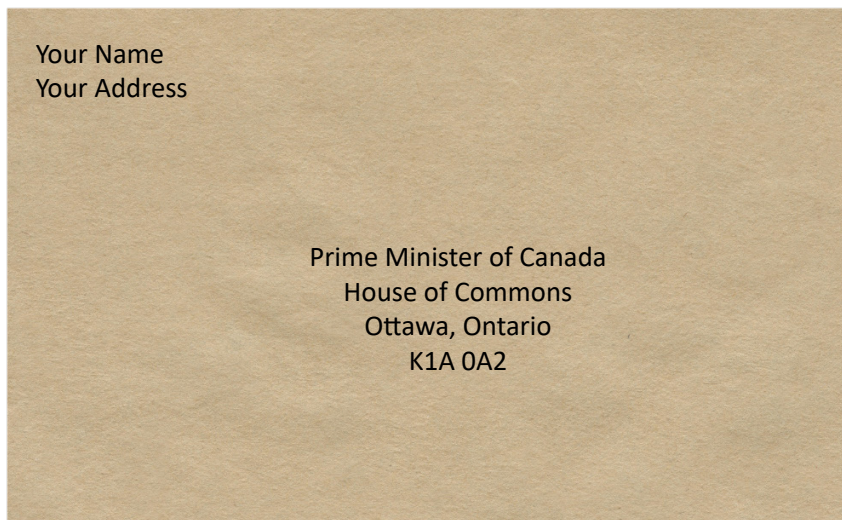 Your Name
Your Address
Prime Minister of Canada
House of Commons
Ottawa, Ontario
K1A 0A2